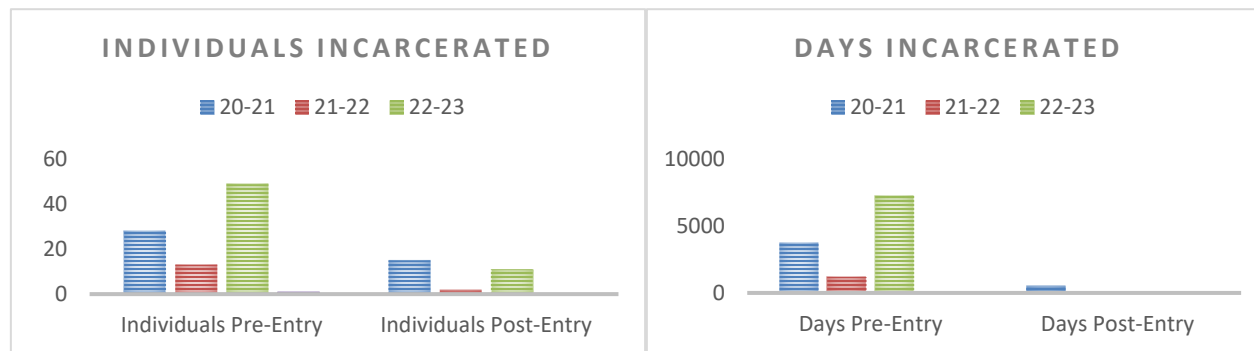 INDIVIDUALS INCARCERATED
20-21 21-22 22-23
60
40
20
0
Individuals Pre-Entry Individuals Post-Entry
DAYS INCARCERATED
20-21 21-22 22-23
10000
5000
0
Days Pre-Entry Days Post-Entry